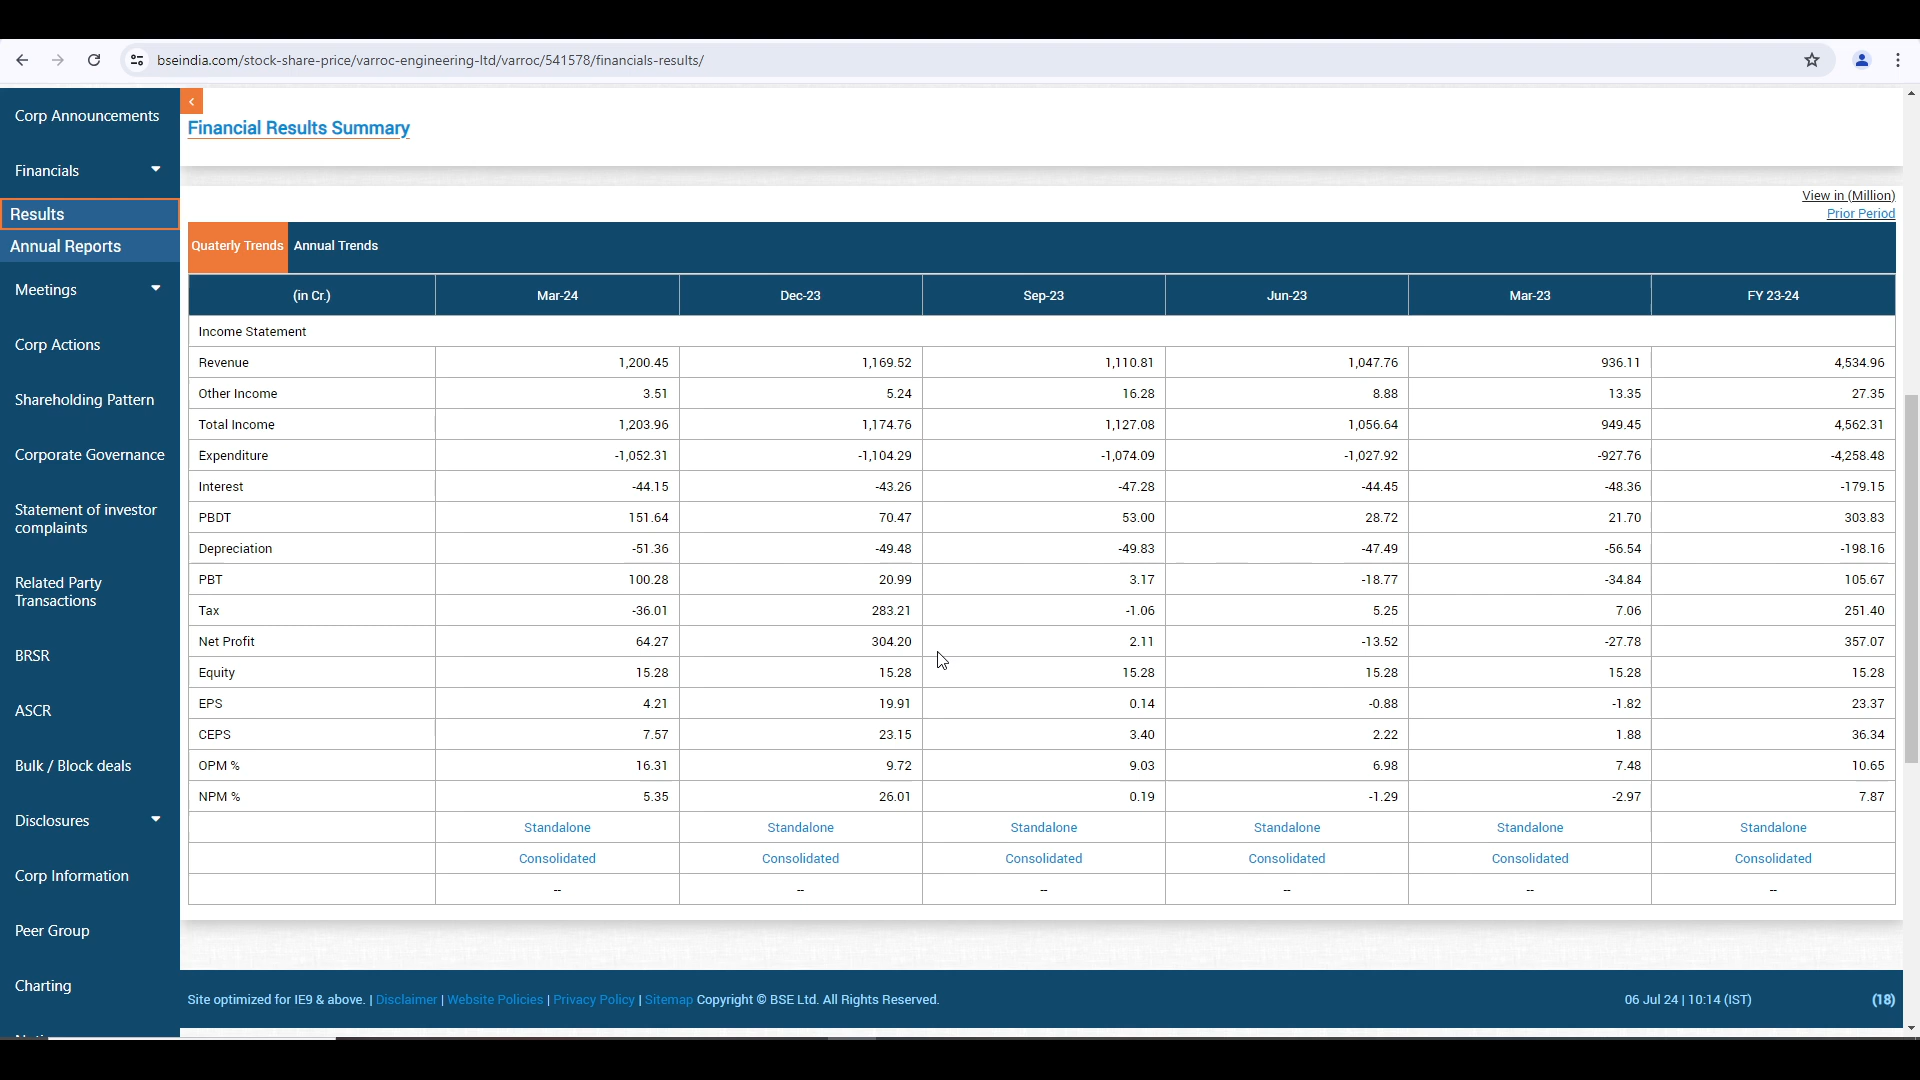 bseindia.com/stock-share-price/varroc-engineering-ltd/varroc/541578/financials-results/
Corp Announcements
Financials
Results
Annual Reports
Meetings
Corp Actions
Shareholding Pattern
Corporate Governance
Statement of investor
complaints
Related Party
Transactions
BRSR
ASCR
Bulk / Block deals
Disclosures
Corp Information
Peer Group
Charting
Financial Results Summary
View in (Million)
Prior Period
Quaterly Trends Annual Trends
(in Cr.) Mar-24 Dec-23 Sep-23 Jun-23 Mar-23 FY 23-24
Income Statement
Revenue 1,200.45 1,169.52 1,110.81 1,047.76 936.11 4,534.96
Other Income 3.51 5.24 16.28 8.88 13.35 27.35
Total Income 1,203.96 1,174.76 1,127.08 1,056.64 949.45 4,562.31
Expenditure -1,052.31 -1,104.29 -1,074.09 -1,027.92 -927.76 -4,258.48
Interest -44.15 -43.26 -47.28 -44.45 -48.36 -179.15
PBDT 151.64 70.47 53.00 28.72 21.70 303.83
Depreciation -51.36 -49.48 -49.83 -47.49 -56.54 -198.16
PBT 100.28 20.99 3.17 -18.77 -34.84 105.67
Tax -36.01 283.21 -1.06 5.25 7.06 251.40
Net Profit 64.27 304.20 2.11 -13.52 -27.78 357.07
Equity 15.28 15.28 15.28 15.28 15.28 15.28
EPS 4.21 19.91 0.14 -0.88 -1.82 23.37
CEPS 7.57 23.15 3.40 2.22 1.88 36.34
OPM % 16.31 9.72 9.03 6.98 7.48 10.65
NPM % 5.35 26.01 0.19 -1.29 -2.97 7.87
Standalone Standalone Standalone Standalone Standalone Standalone
Consolidated Consolidated Consolidated Consolidated Consolidated Consolidated
-- -- -- -- -- --
Site optimized for IE9 & above. | Disclaimer | Website Policies | Privacy Policy | Sitemap Copyright © BSE Ltd. All Rights Reserved. 06 Jul 24 | 10:14 (IST) (18)